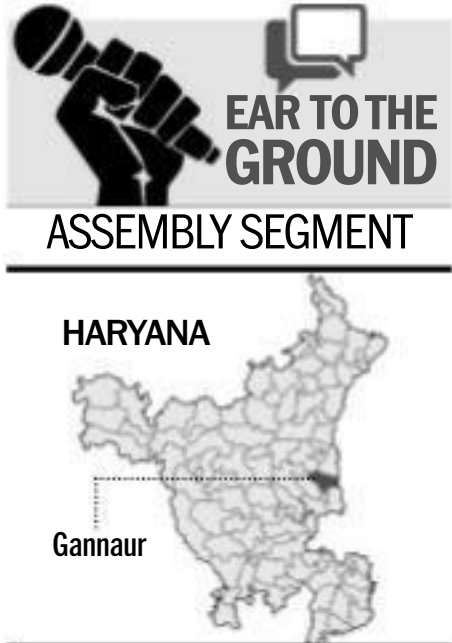 EAR TO THE
GROUND
ASSEMBLY SEGMENT
HARYANA
Gannaur